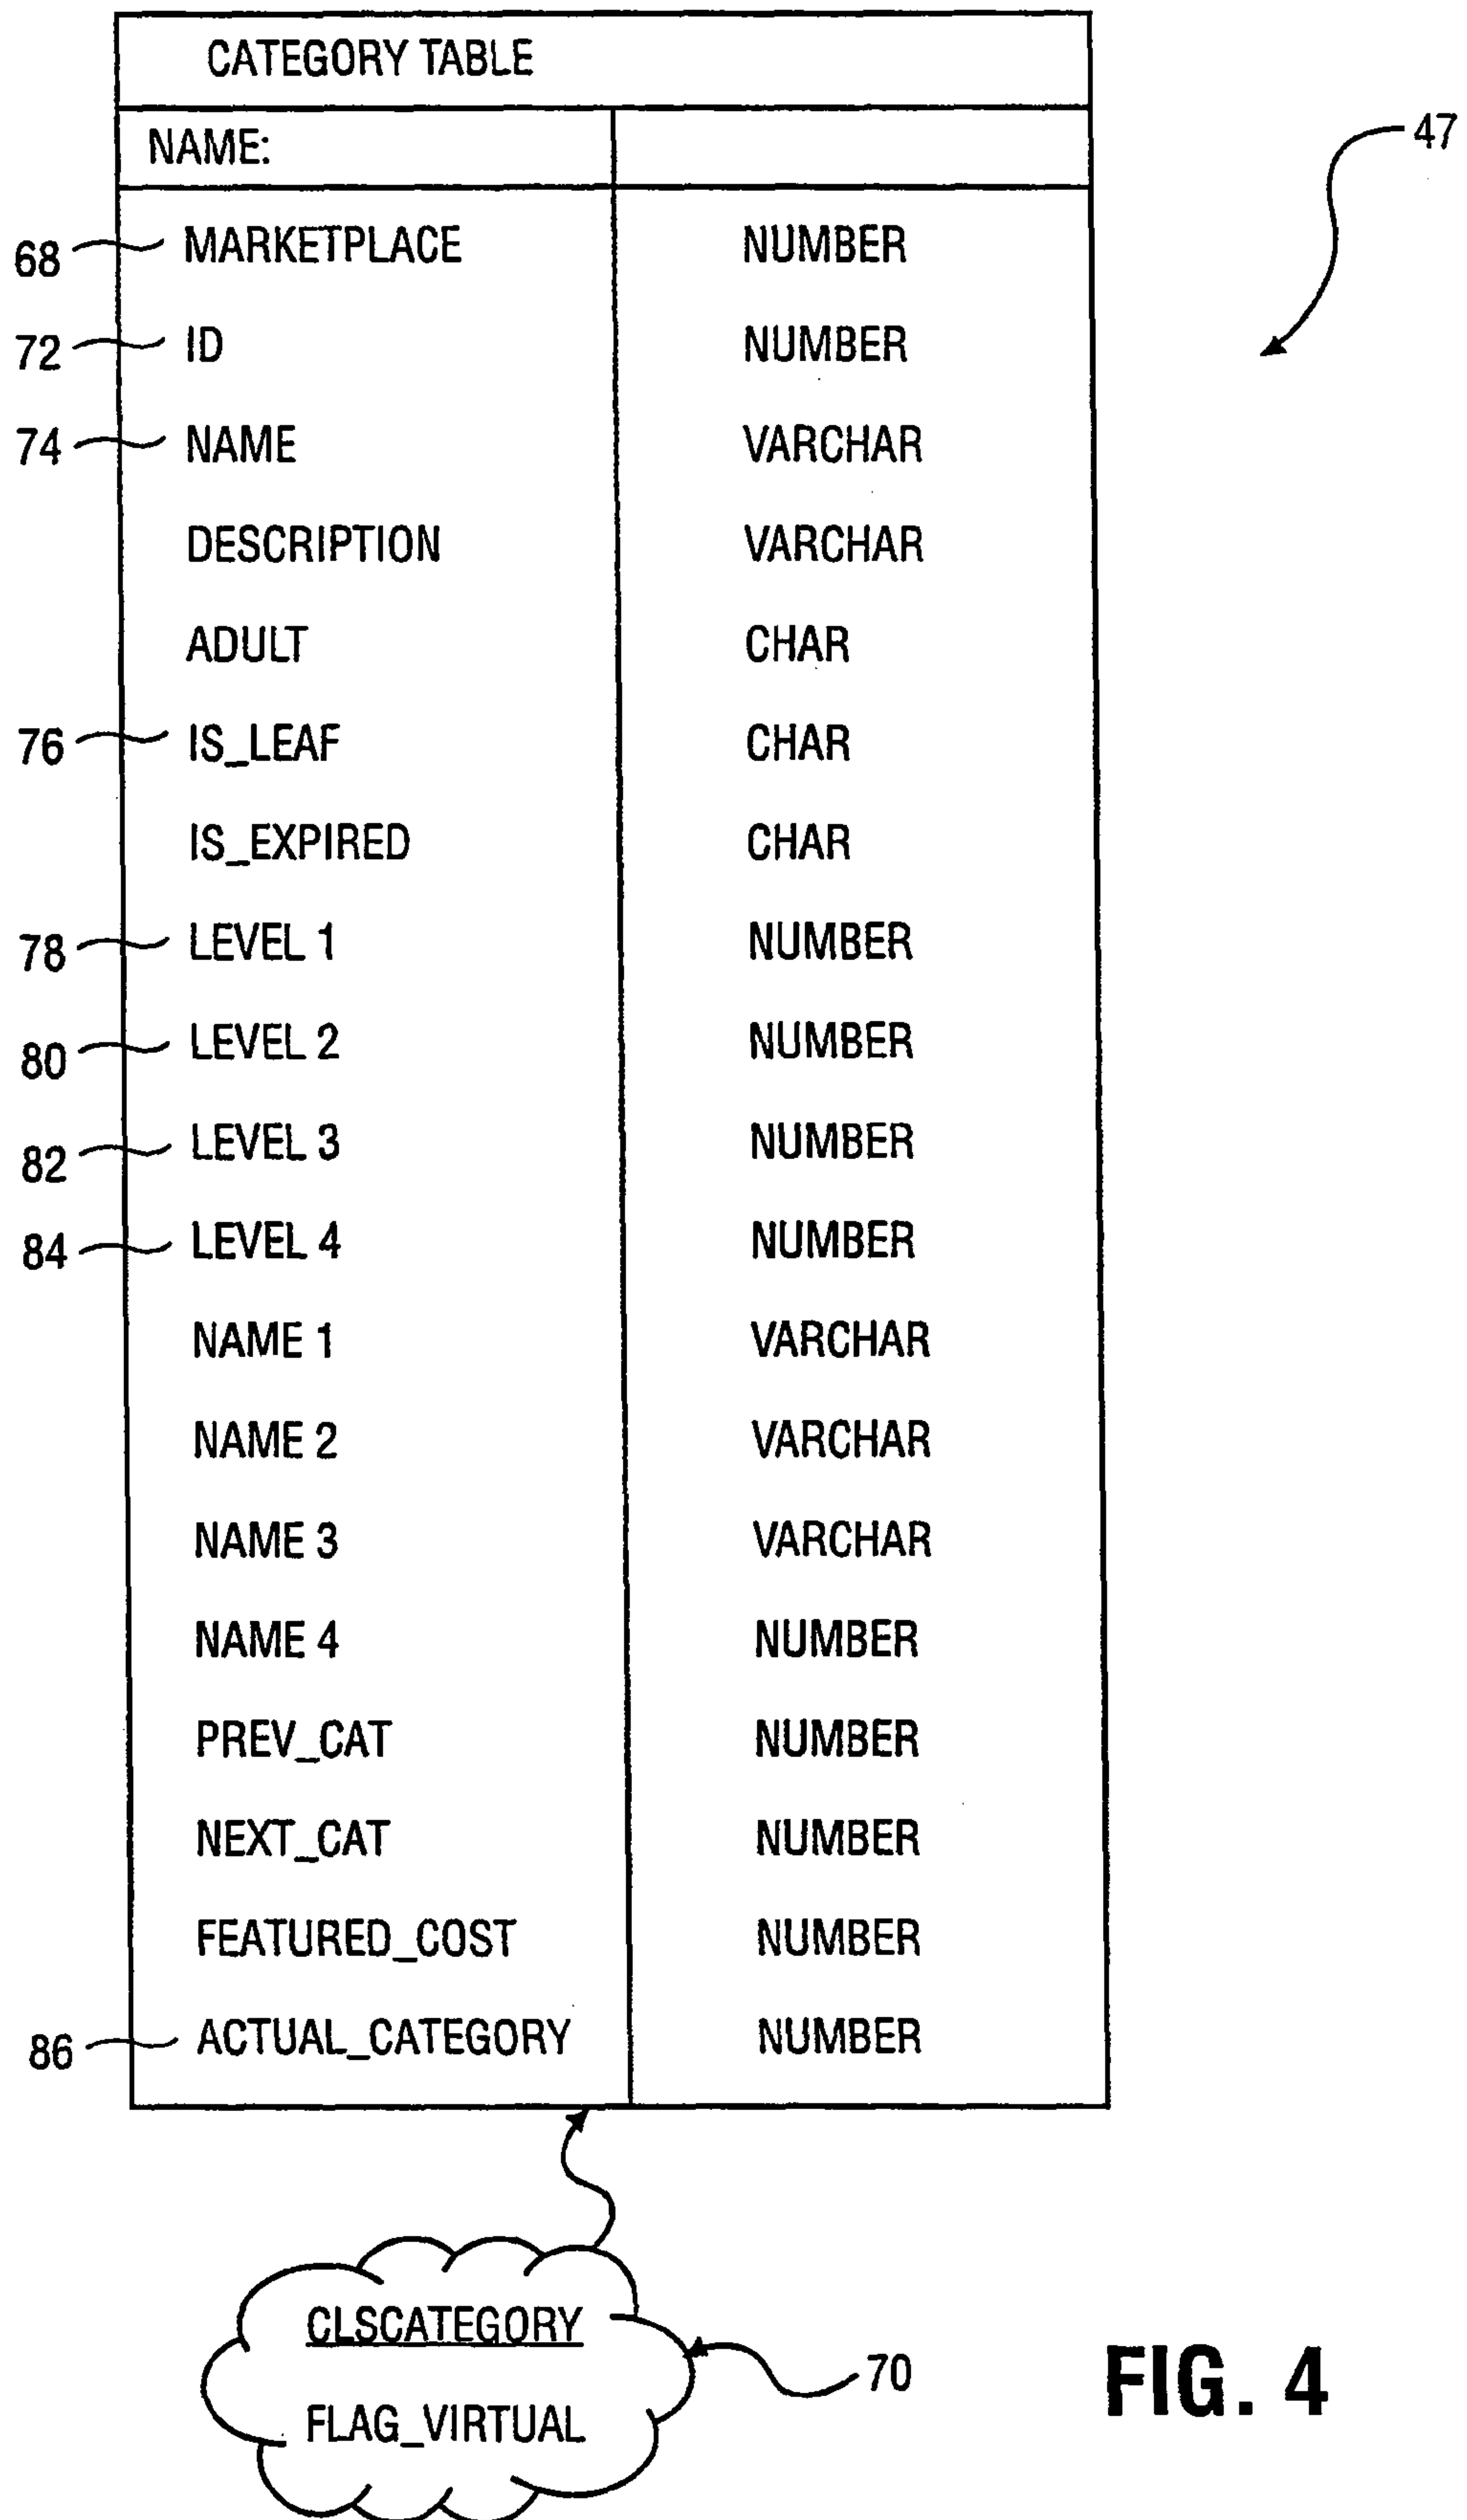 CATEGORY TABLE
NAME:
47
68 MARKETPLACE NUMBER
72 ID NUMBER
74 NAME VARCHAR
DESCRIPTION VARCHAR
ADULT CHAR
76 IS_LEAF CHAR
IS_EXPIRED CHAR
78 LEVEL 1 NUMBER
80 LEVEL 2 NUMBER
82 LEVEL 3 NUMBER
84 LEVEL 4 NUMBER
NAME 1 VARCHAR
NAME 2 VARCHAR
NAME 3 VARCHAR
NAME 4 NUMBER
PREV_CAT NUMBER
NEXT_CAT NUMBER
FEATURED_COST NUMBER
86 ACTUAL_CATEGORY NUMBER
CLSCATEGORY
70
FLAG_VIRTUAL
FIG. 4